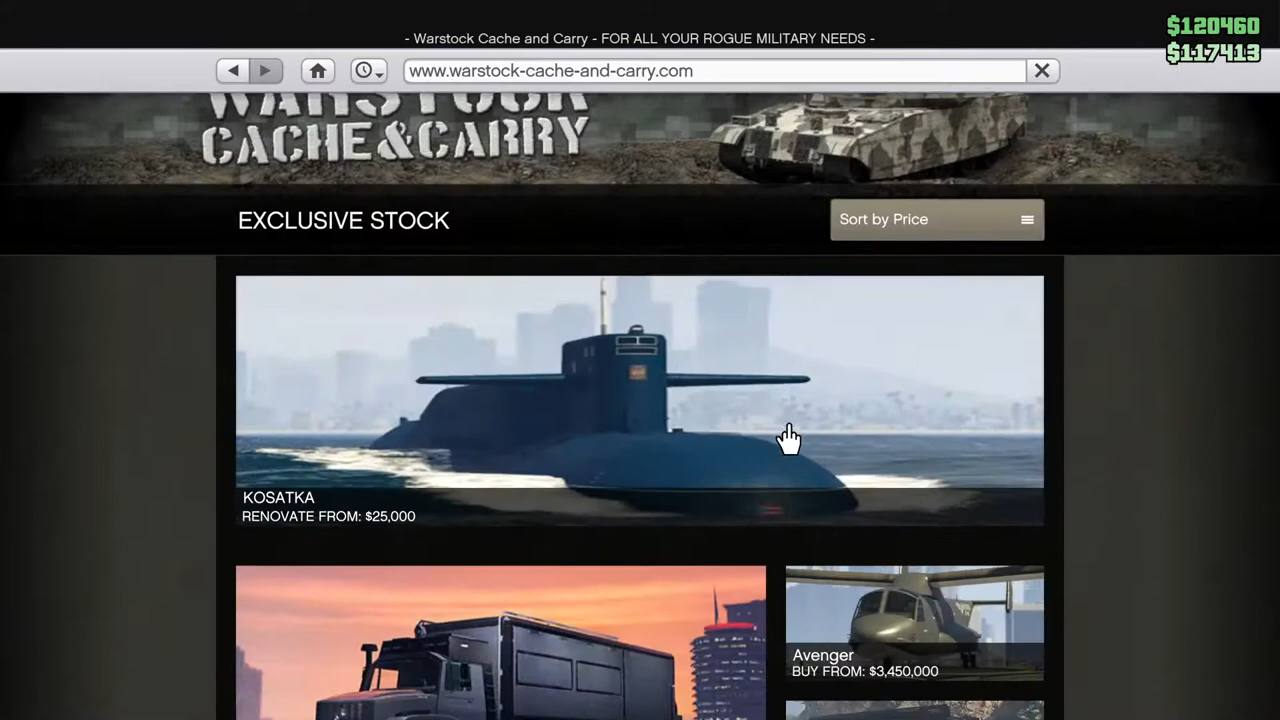 $120460
$117413
- Warstock Cache and Carry - FOR ALL YOUR ROGUE MILITARY NEEDS -
www.warstock-cache-and-carry.com
WARSTOCK
CACHE&CARRY
EXCLUSIVE STOCK
Sort by Price
KOSATKA
RENOVATE FROM: $25,000
Avenger
BUY FROM: $3,450,000